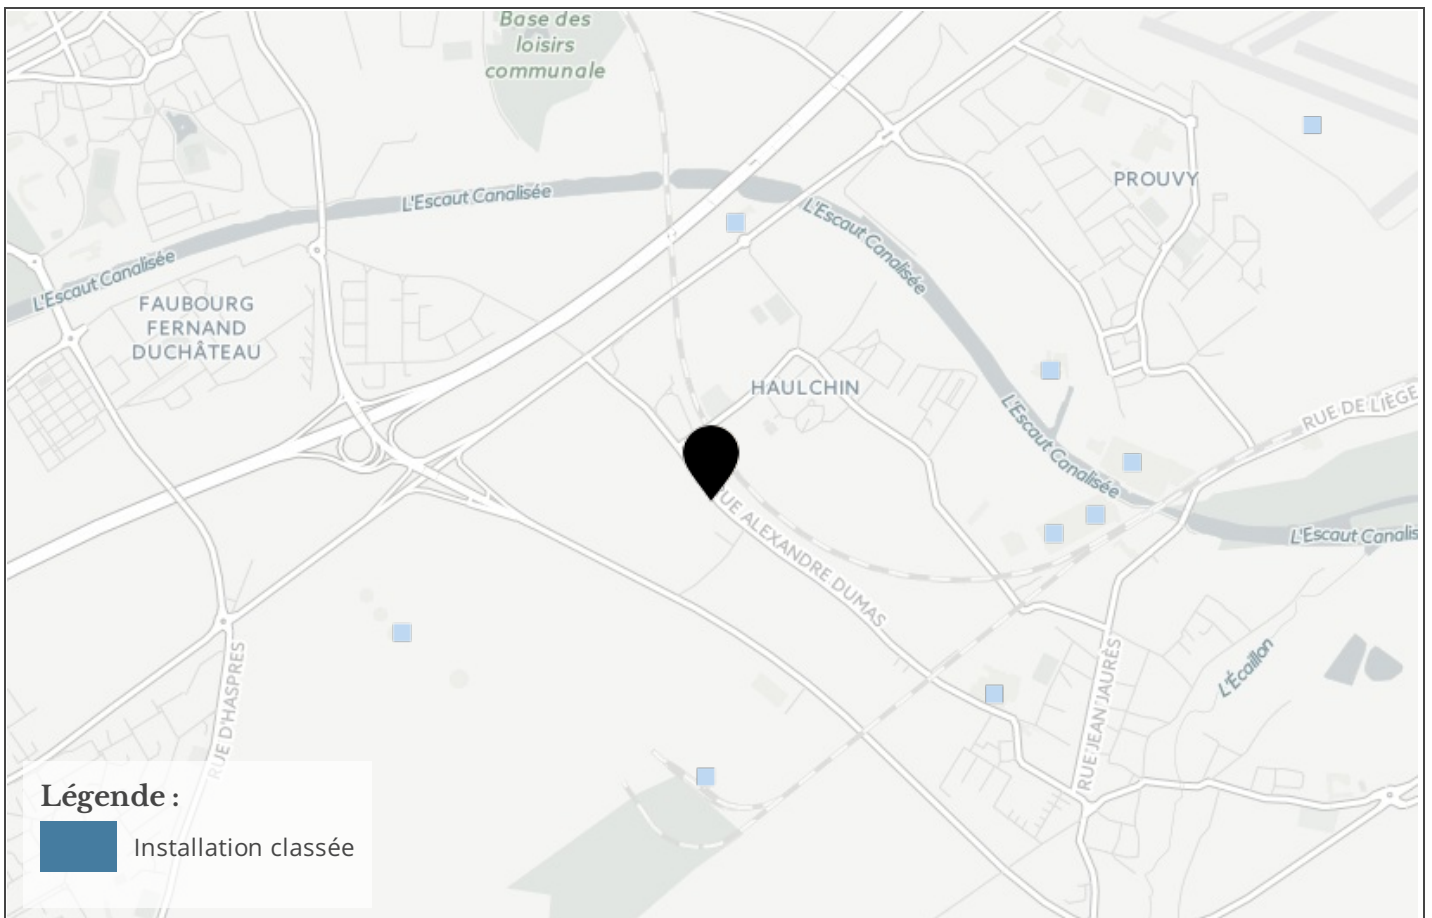 Base des
loisirs
communale
PROUVY
L'Escaut Canalisée
L'Escaut Canalisée
L'Escaut Canalisée
FAUBOURG
FERNAND
DUCHÂTEAU
HAULCHIN
RUE DE LIÈGE
L'Escaut Canalisée
RUE ALEXANDRE DUMAS
L'Escaut Canalis
RUE D'HASPRES
RUE JEAN JAURÈS
L'Écaillon
Légende :
Installation classée